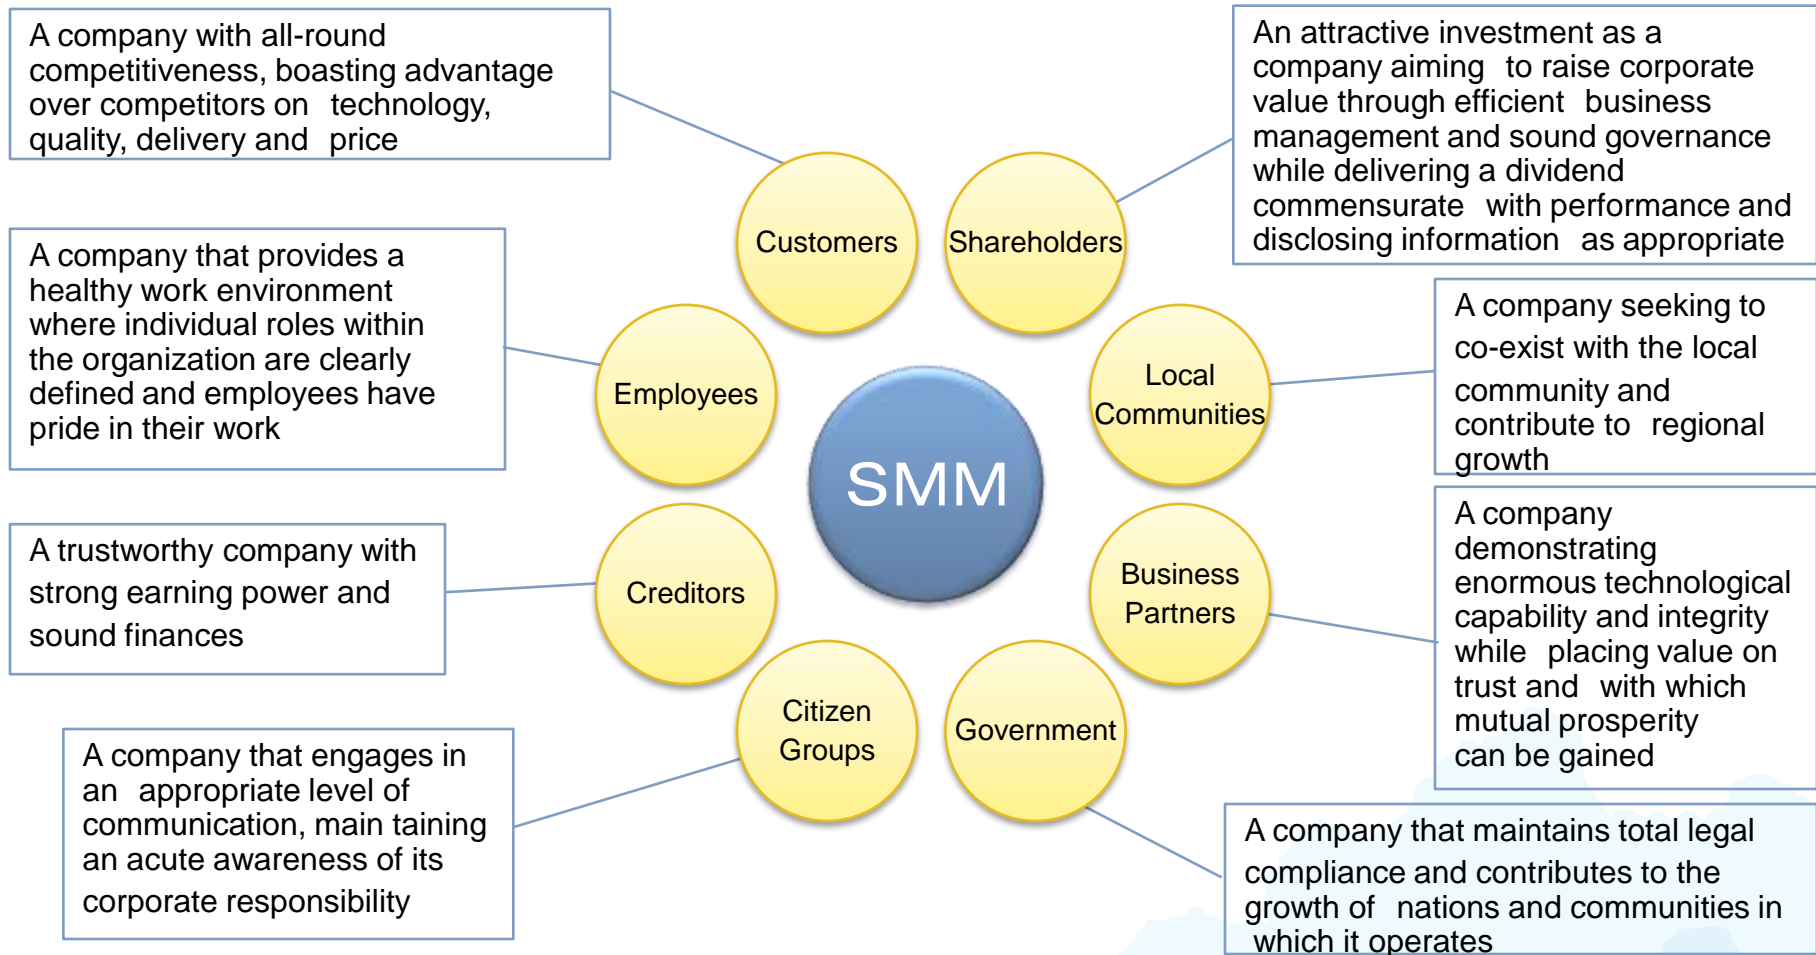 A company with all-round
competitiveness, boasting advantage
over competitors on technology,
quality, delivery and price
An attractive investment as a
company aiming to raise corporate
value through efficient business
management and sound governance
while delivering a dividend
commensurate with performance and
disclosing information as appropriate
Customers
Shareholders
A company that provides a
healthy work environment
where individual roles within
the organization are clearly
defined and employees have
pride in their work
Employees
Local
Communities
A company seeking to
co-exist with the local
community and
contribute to regional
growth
SMM
A trustworthy company with
strong earning power and
sound finances
Creditors
Business
Partners
A company
demonstrating
enormous technological
capability and integrity
while placing value on
trust and with which
mutual prosperity
can be gained
Citizen
Groups
Government
A company that engages in
an appropriate level of
communication, main taining
an acute awareness of its
corporate responsibility
A company that maintains total legal
compliance and contributes to the
growth of nations and communities in
which it operates